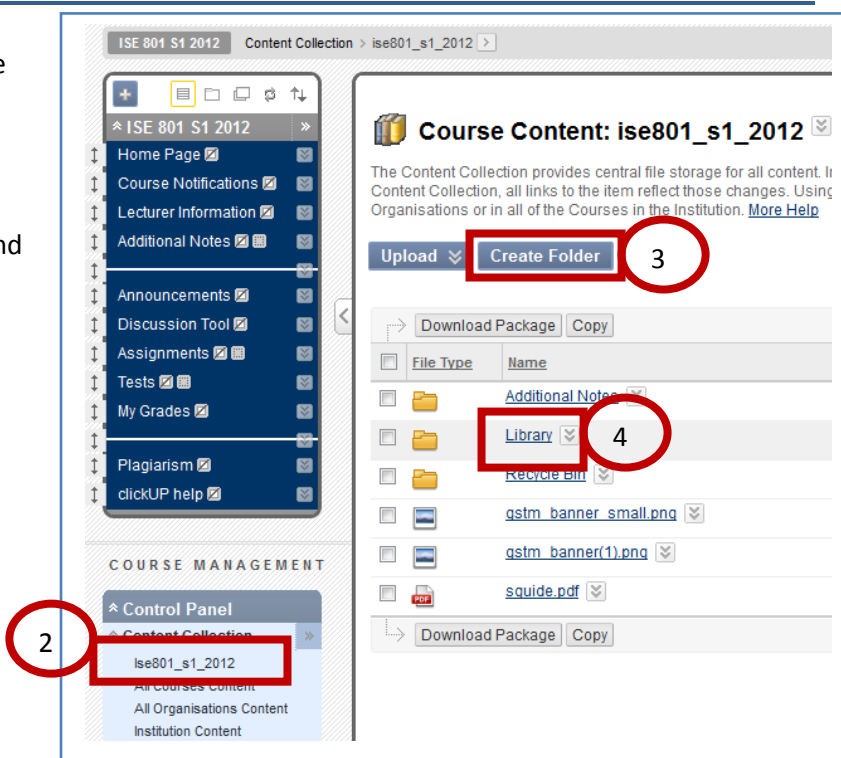 e
nd
ISE 801 S1 2012 Content Collection > ise801_s1_2012 >
ISE 801 S1 2012
Home Page
Course Notifications
Lecturer Information
Additional Notes
Announcements
Discussion Tool
Assignments
Tests
My Grades
Plagiarism
clickUP help
COURSE MANAGEMENT
Control Panel
Content Collection
2
Ise801_s1_2012
All Courses Content
All Organisations Content
Institution Content
Course Content: ise801_s1_2012
The Content Collection provides central file storage for all content. I
Content Collection, all links to the item reflect those changes. Using
Organisations or in all of the Courses in the Institution. More Help
Upload Create Folder 3
Download Package Copy
File Type Name
Additional Notes
Library 4
Recycle Bin
gstm_banner_small.png
gstm_banner(1).png
PDF squide.pdf
Download Package Copy